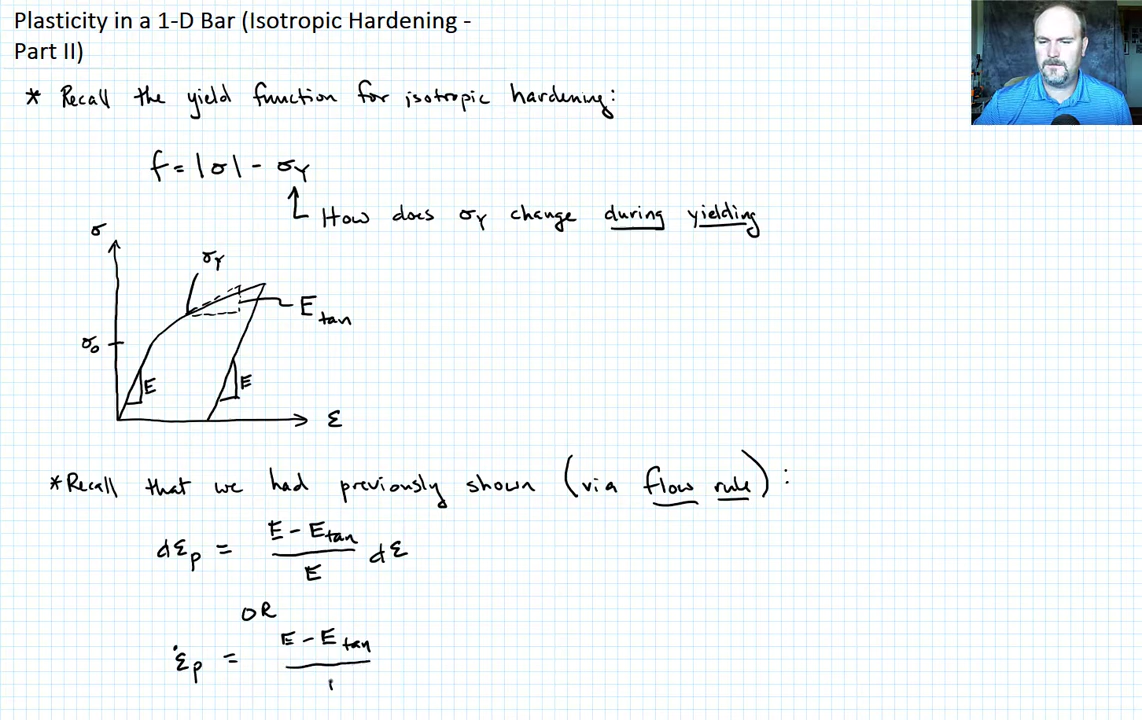 Plasticity in a 1-D Bar (Isotropic Hardening -
Part II)
* Recall the yield function for isotropic hardening:
f = |σ| - σY
How does σY change during yielding
σ
σY
Etan
σ0
E
E
ε
* Recall that we had previously shown (via flow rule):
dεp = (E - Etan)/E dε
OR
ε̇p = E - Etan